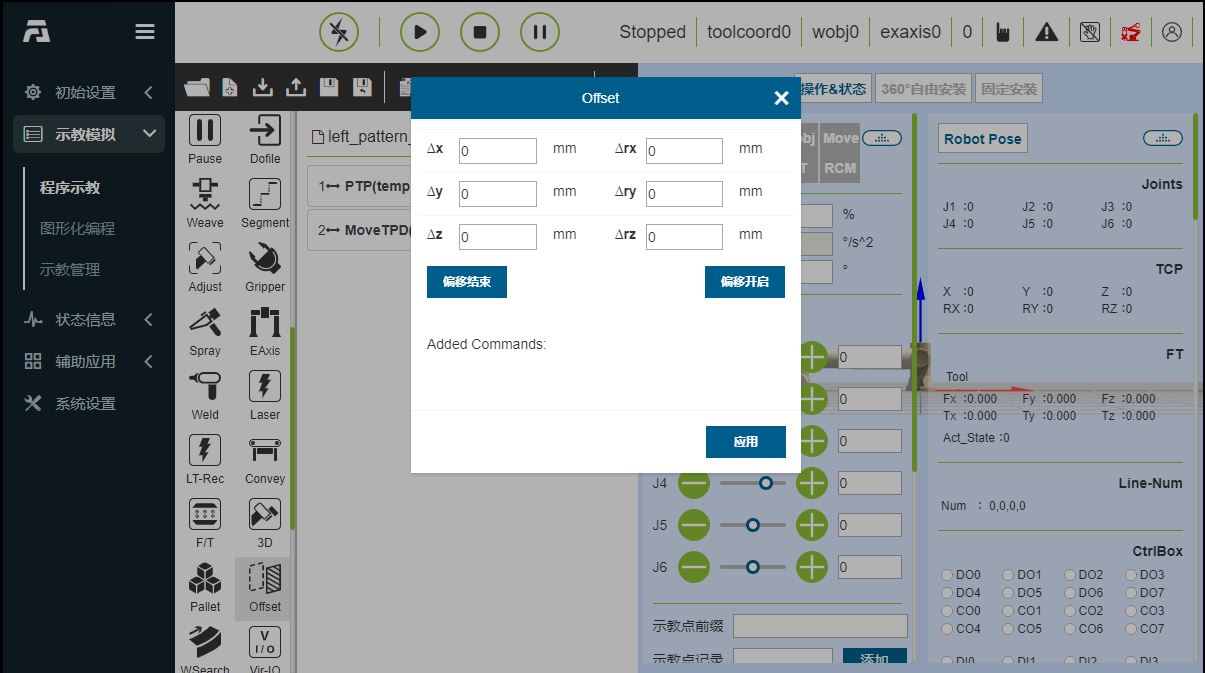 Stopped
toolcoord0
wobj0
exaxis0
0
初始设置
示教模拟
程序示教
图形化编程
示教管理
状态信息
辅助应用
系统设置
Pause
Dofile
Weave
Segment
Adjust
Gripper
Spray
EAxis
Weld
Laser
LT-Rec
Convey
F/T
3D
Pallet
Offset
WSearch
Vir-IO
left_pattern_
1 PTP(temp
2 MoveTPD(
Offset
Δx 0 mm Δrx 0 mm
Δy 0 mm Δry 0 mm
Δz 0 mm Δrz 0 mm
偏移结束 偏移开启
Added Commands:
应用
操作&状态
360°自由安装
固定安装
bj
T
Move
RCM
%
°/s^2
°
0
0
0
J4 0
J5 0
J6 0
示教点前缀
示教点记录
添加
Robot Pose
Joints
J1 :0 J2 :0 J3 :0
J4 :0 J5 :0 J6 :0
TCP
X :0 Y :0 Z :0
RX :0 RY :0 RZ :0
FT
Tool
Fx :0.000 Fy :0.000 Fz :0.000
Tx :0.000 Ty :0.000 Tz :0.000
Act_State :0
Line-Num
Num : 0,0,0,0
CtrlBox
DO0 DO1 DO2 DO3
DO4 DO5 DO6 DO7
CO0 CO1 CO2 CO3
CO4 CO5 CO6 CO7
DI0 DI1 DI2 DI3